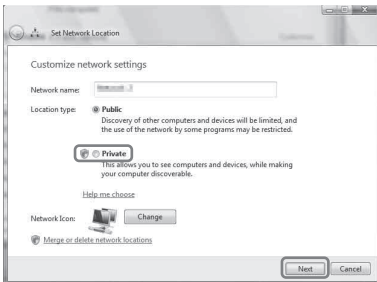 Set Network Location
Customize network settings
Network name:
Location type: Public
Discovery of other computers and devices will be limited, and
the use of the network by some programs may be restricted.
Private
This allows you to see computers and devices, while making
your computer discoverable.
Help me choose
Network Icon: Change
Merge or delete network locations
Next Cancel